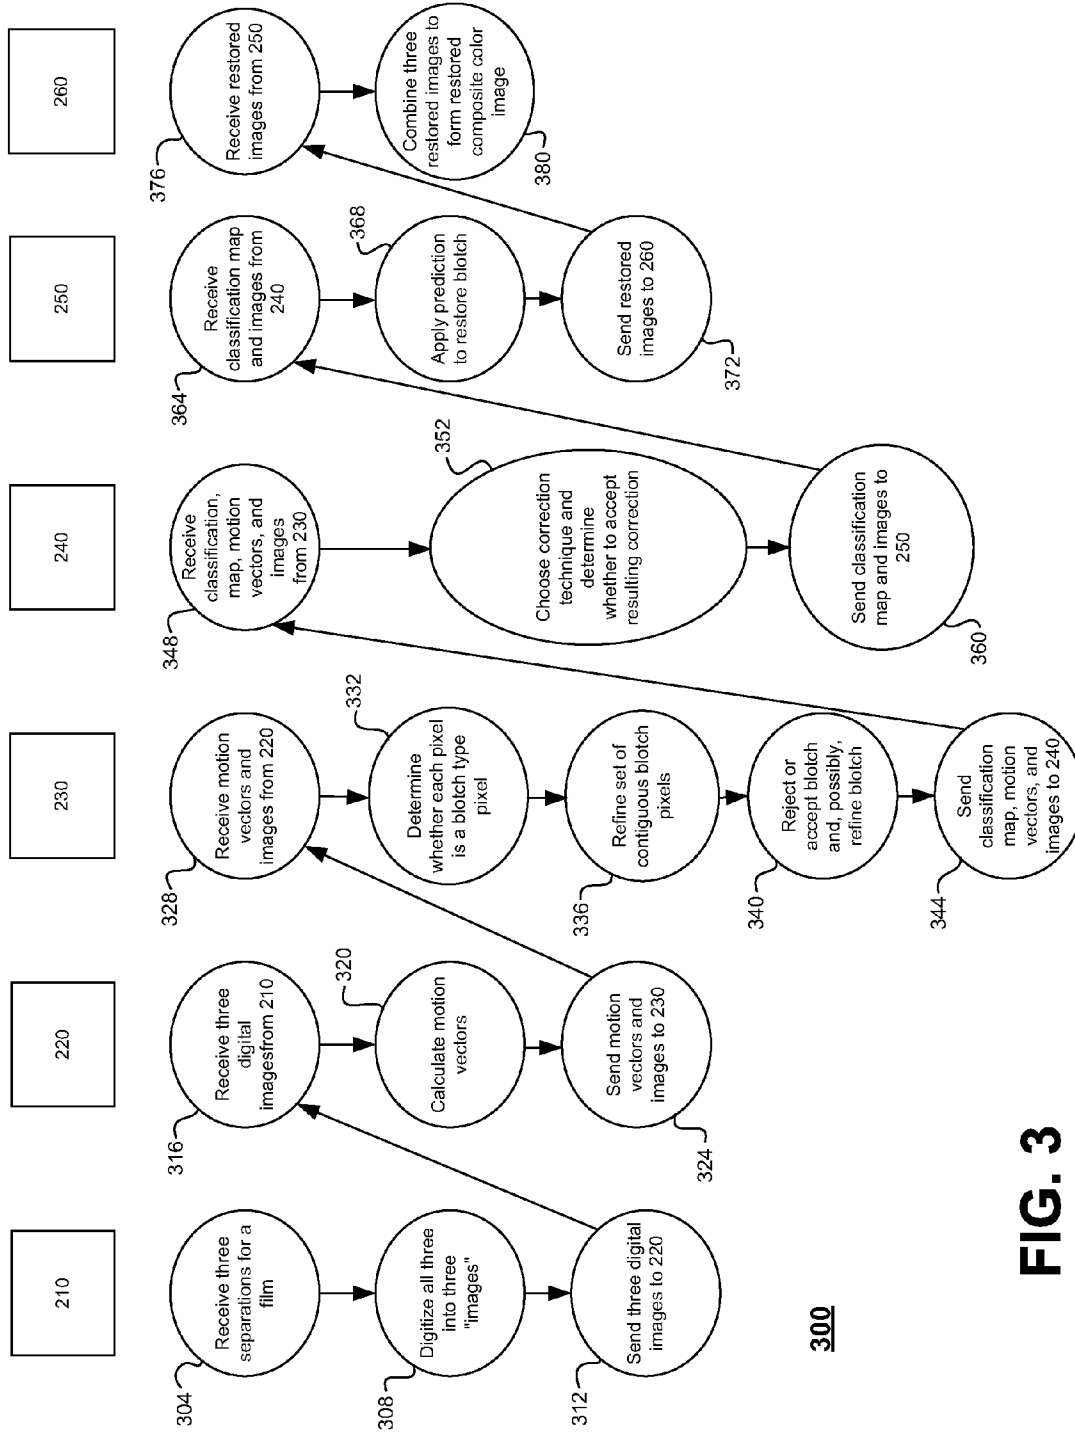 210
220
230
240
250
260
304
Receive three
separations for a
film
308
Digitize all three
into three
"images"
312
Send three digital
images to 220
316
Receive three
digital
imagesfrom 210
320
Calculate motion
vectors
324
Send motion
vectors and
images to 230
328
Receive motion
vectors and
images from 220
332
Determine
whether each pixel
is a blotch type
pixel
336
Refine set of
contiguous blotch
pixels
340
Reject or
accept blotch
and, possibly,
refine blotch
344
Send
classification
map, motion
vectors, and
images to 240
348
Receive
classification,
map, motion
vectors, and
images
from 230
352
Choose correction
technique and
determine
whether to accept
resulting correction
360
Send classification
map and images to
250
364
Receive
classification map
and images from
240
368
Apply prediction
to restore blotch
372
Send restored
images to 260
376
Receive restored
images from 250
380
Combine three
restored images to
form restored
composite color
image
300
FIG. 3